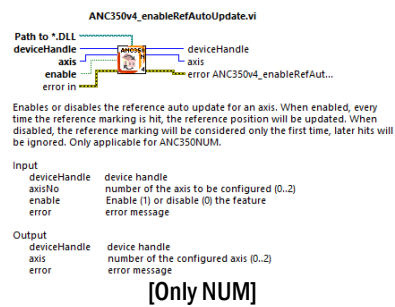 ANC350v4_enableRefAutoUpdate.vi
Path to *.DLL
deviceHandle
deviceHandle
axis
axis
enable
error ANC350v4_enableRefAut...
error in
Enables or disables the reference auto update for an axis. When enabled, every
time the reference marking is hit, the reference position will be updated. When
disabled, the reference marking will be considered only the first time, later hits will
be ignored. Only applicable for ANC350NUM.
Input
deviceHandle device handle
axisNo number of the axis to be configured (0..2)
enable Enable (1) or disable (0) the feature
error error message
Output
deviceHandle device handle
axis number of the configured axis (0..2)
error error message
[Only NUM]